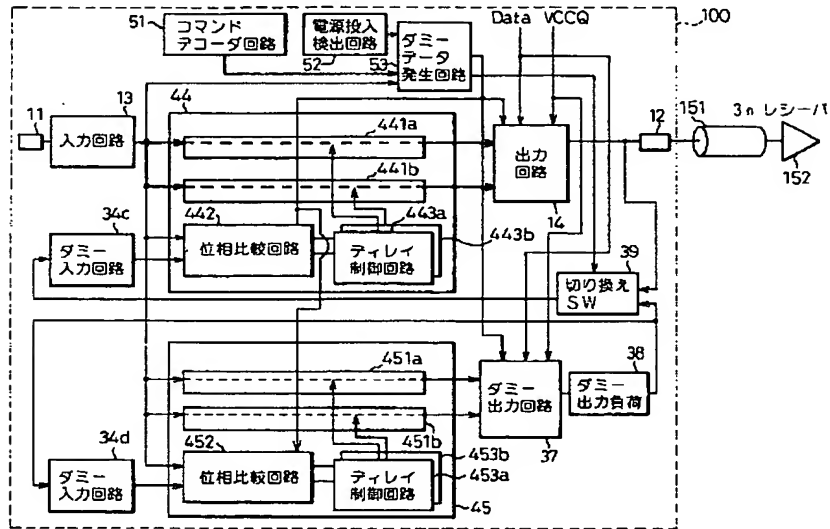 51
コマンド
デコーダ回路
電源投入
検出回路
52
53
ダミー
データ
発生回路
Data
VCCQ
100
11
13
入力回路
44
441a
441b
442
位相比較回路
443a
443b
ディレイ
制御回路
出力
回路
14
12
151
3n
レシーバ
152
34c
ダミー
入力回路
39
切り換え
SW
451a
451b
452
位相比較回路
453b
453a
ディレイ
制御回路
45
34d
ダミー
入力回路
ダミー
出力回路
37
38
ダミー
出力負荷